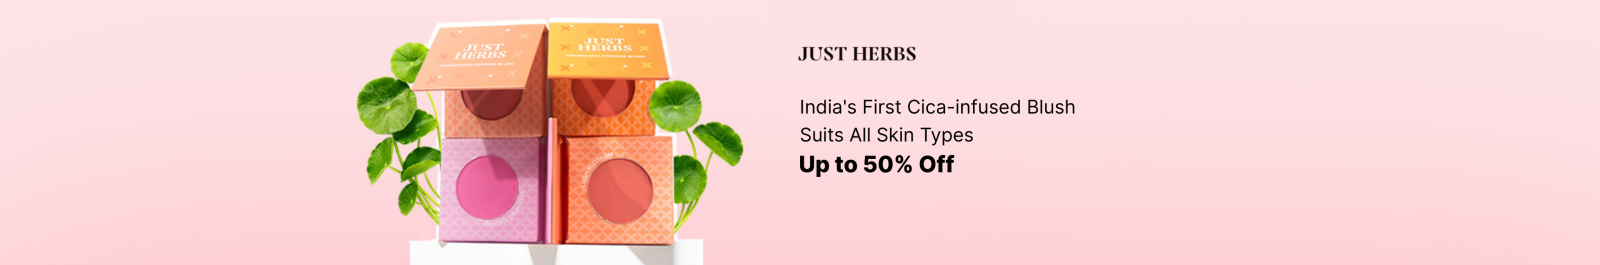 JUST
HERBS
JUST
HERBS
JUST HERBS
India's First Cica-infused Blush
Suits All Skin Types
Up to 50% Off